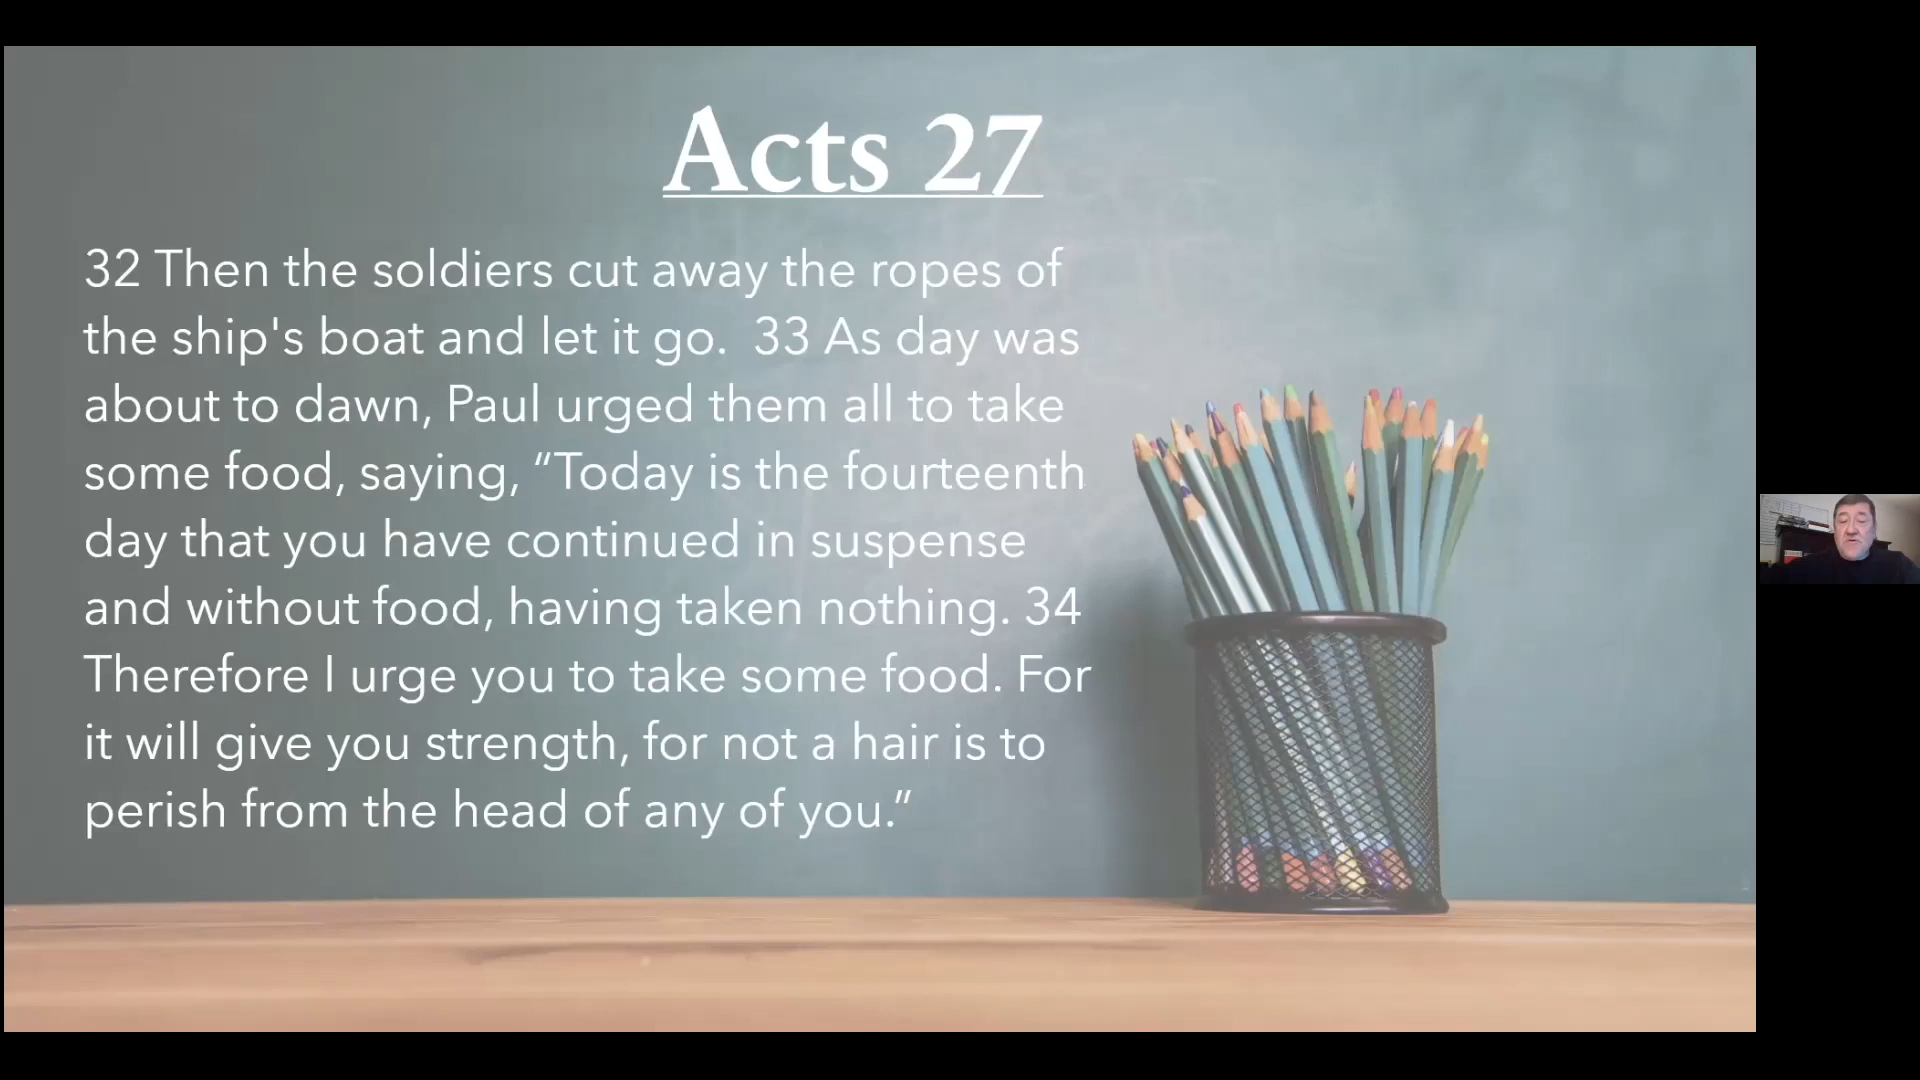 Acts 27
32 Then the soldiers cut away the ropes of
the ship's boat and let it go.  33 As day was
about to dawn, Paul urged them all to take
some food, saying, “Today is the fourteenth
day that you have continued in suspense
and without food, having taken nothing. 34
Therefore I urge you to take some food. For
it will give you strength, for not a hair is to
perish from the head of any of you.”